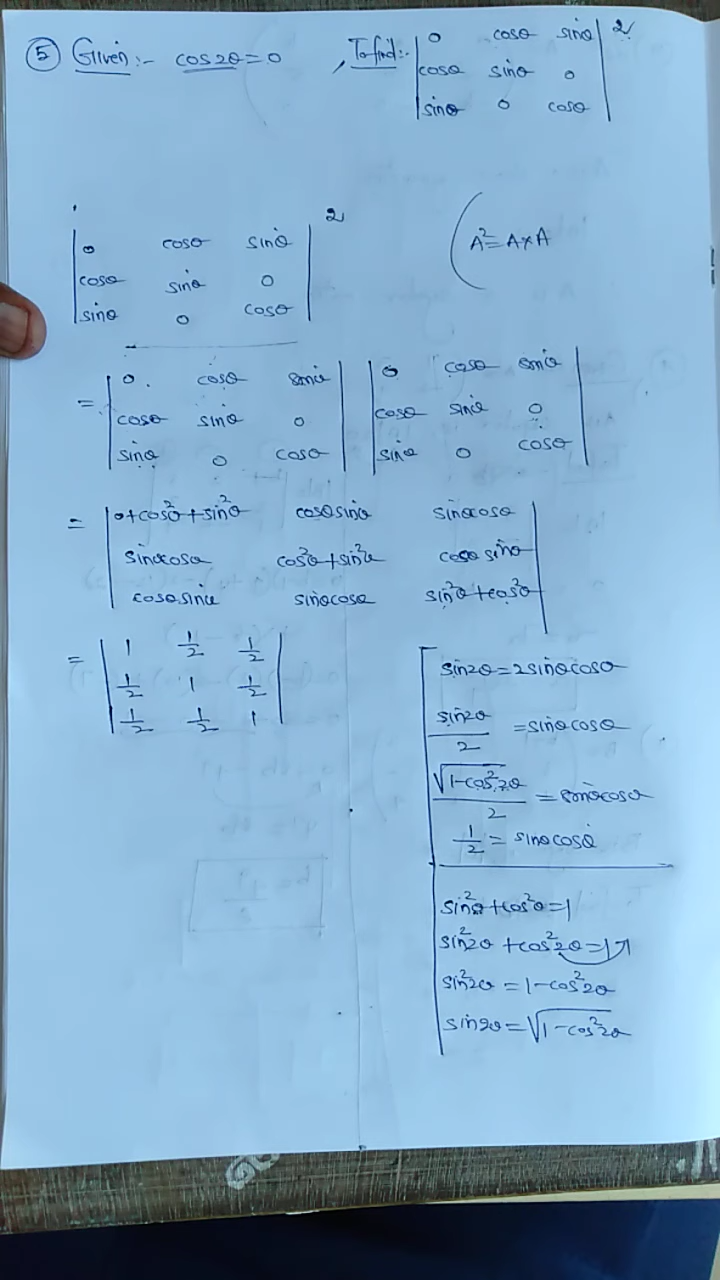 ⑤ Given:- cos2θ=0 , To find:- | 0 cosθ sinθ | 2
| cosθ sinθ 0 |
| sinθ 0 cosθ |
| 0 cosθ sinθ | 2
| cosθ sinθ 0 |
| sinθ 0 cosθ |
( A²=A×A
= | 0 cosθ sinθ | | 0 cosθ sinθ |
| cosθ sinθ 0 | | cosθ sinθ 0 |
| sinθ 0 cosθ | | sinθ 0 cosθ |
= | 0+cos²θ+sin²θ cosθsinθ sinθcosθ |
| sinθcosθ cos²θ+sin²θ cosθ sinθ |
| cosθsinθ sinθcosθ sin²θ+cos²θ |
= | 1 1/2 1/2 |
| 1/2 1 1/2 |
| 1/2 1/2 1 |
sin2θ=2sinθcosθ
sin2θ/2 =sinθcosθ
√1-cos²2θ/2 = sinθcosθ
1/2 = sinθcosθ
sin²θ+cos²θ=1
sin²2θ+cos²2θ=1
sin²2θ=1-cos²2θ
sin2θ=√1-cos²2θ